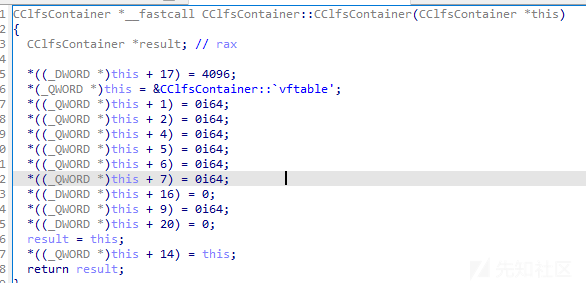 1 CClfsContainer *__fastcall CClfsContainer::CClfsContainer(CClfsContainer *this)
2 {
3 CClfsContainer *result; // rax
5 *((_DWORD *)this + 17) = 4096;
6 *(_QWORD *)this = &CClfsContainer::`vftable';
7 *((_QWORD *)this + 1) = 0i64;
8 *((_QWORD *)this + 2) = 0i64;
9 *((_QWORD *)this + 4) = 0i64;
0 *((_QWORD *)this + 5) = 0i64;
1 *((_QWORD *)this + 6) = 0i64;
2 *((_QWORD *)this + 7) = 0i64;
3 *((_DWORD *)this + 16) = 0;
4 *((_QWORD *)this + 9) = 0i64;
5 *((_DWORD *)this + 20) = 0;
6 result = this;
7 *((_QWORD *)this + 14) = this;
8 return result;
先知社区